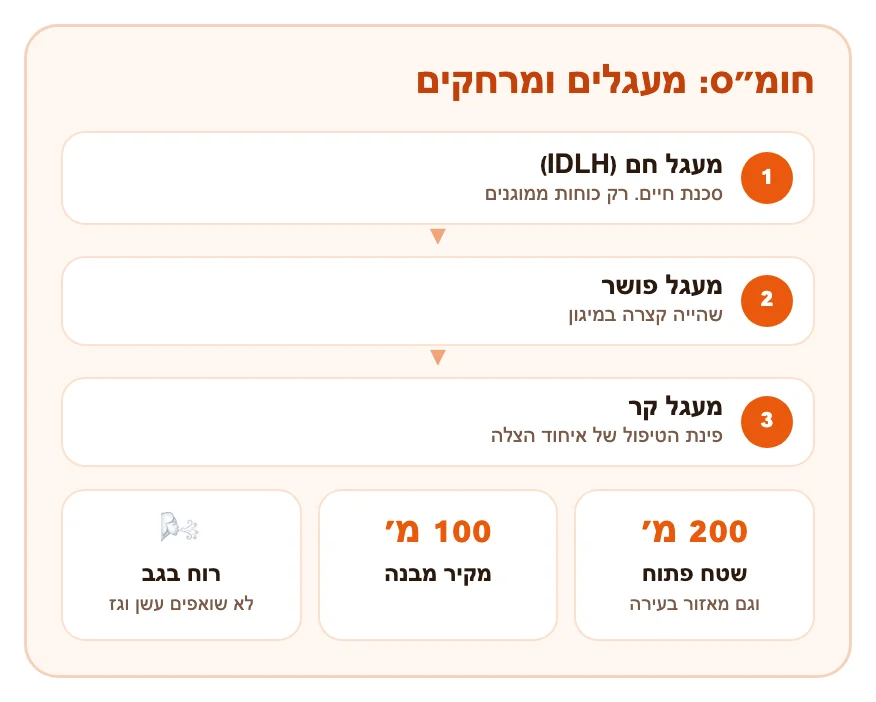 חומ״ס: מעגלים ומרחקים
1
מעגל חם (IDLH)
סכנת חיים. רק כוחות ממוגנים
2
מעגל פושר
שהייה קצרה במיגון
3
מעגל קר
פינת הטיפול של איחוד הצלה
200 מ׳
שטח פתוח
וגם מאזור בעירה
100 מ׳
מקיר מבנה
רוח בגב
לא שואפים עשן וגז